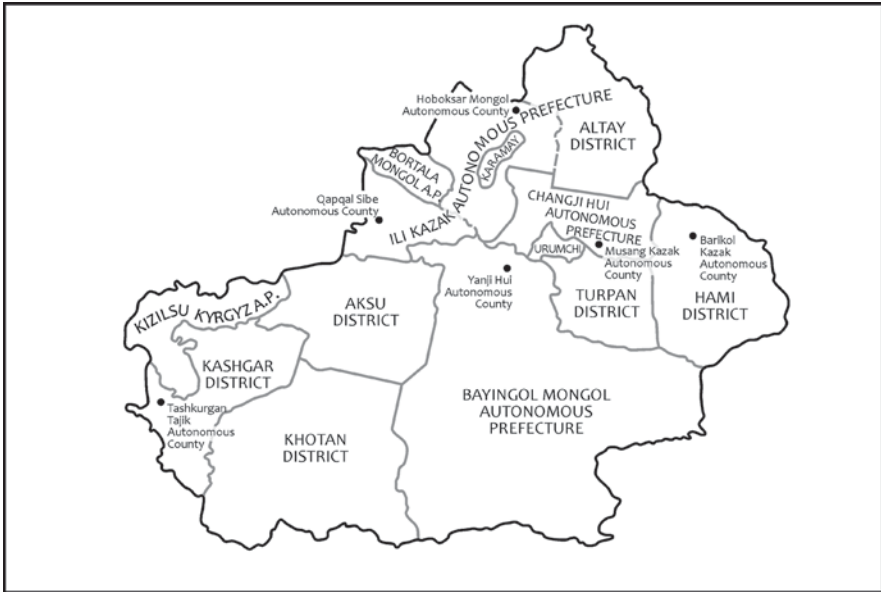 Hoboksar Mongol
Autonomous County
ILI KAZAK AUTONOMOUS PREFECTURE
ALTAY
DISTRICT
KARAMAY
BORTALA
MONGOL A.P.
Qapqal Sibe
Autonomous County
CHANGJI HUI
AUTONOMOUS
PREFECTURE
URUMCHI
Musang Kazak
Autonomous
County
Barikol
Kazak
Autonomous
County
Yanji Hui
Autonomous
County
TURPAN
DISTRICT
HAMI
DISTRICT
KIZILSU KYRGYZ A.P.
AKSU
DISTRICT
KASHGAR
DISTRICT
Tashkurgan
Tajik
Autonomous
County
KHOTAN
DISTRICT
BAYINGOL MONGOL
AUTONOMOUS
PREFECTURE